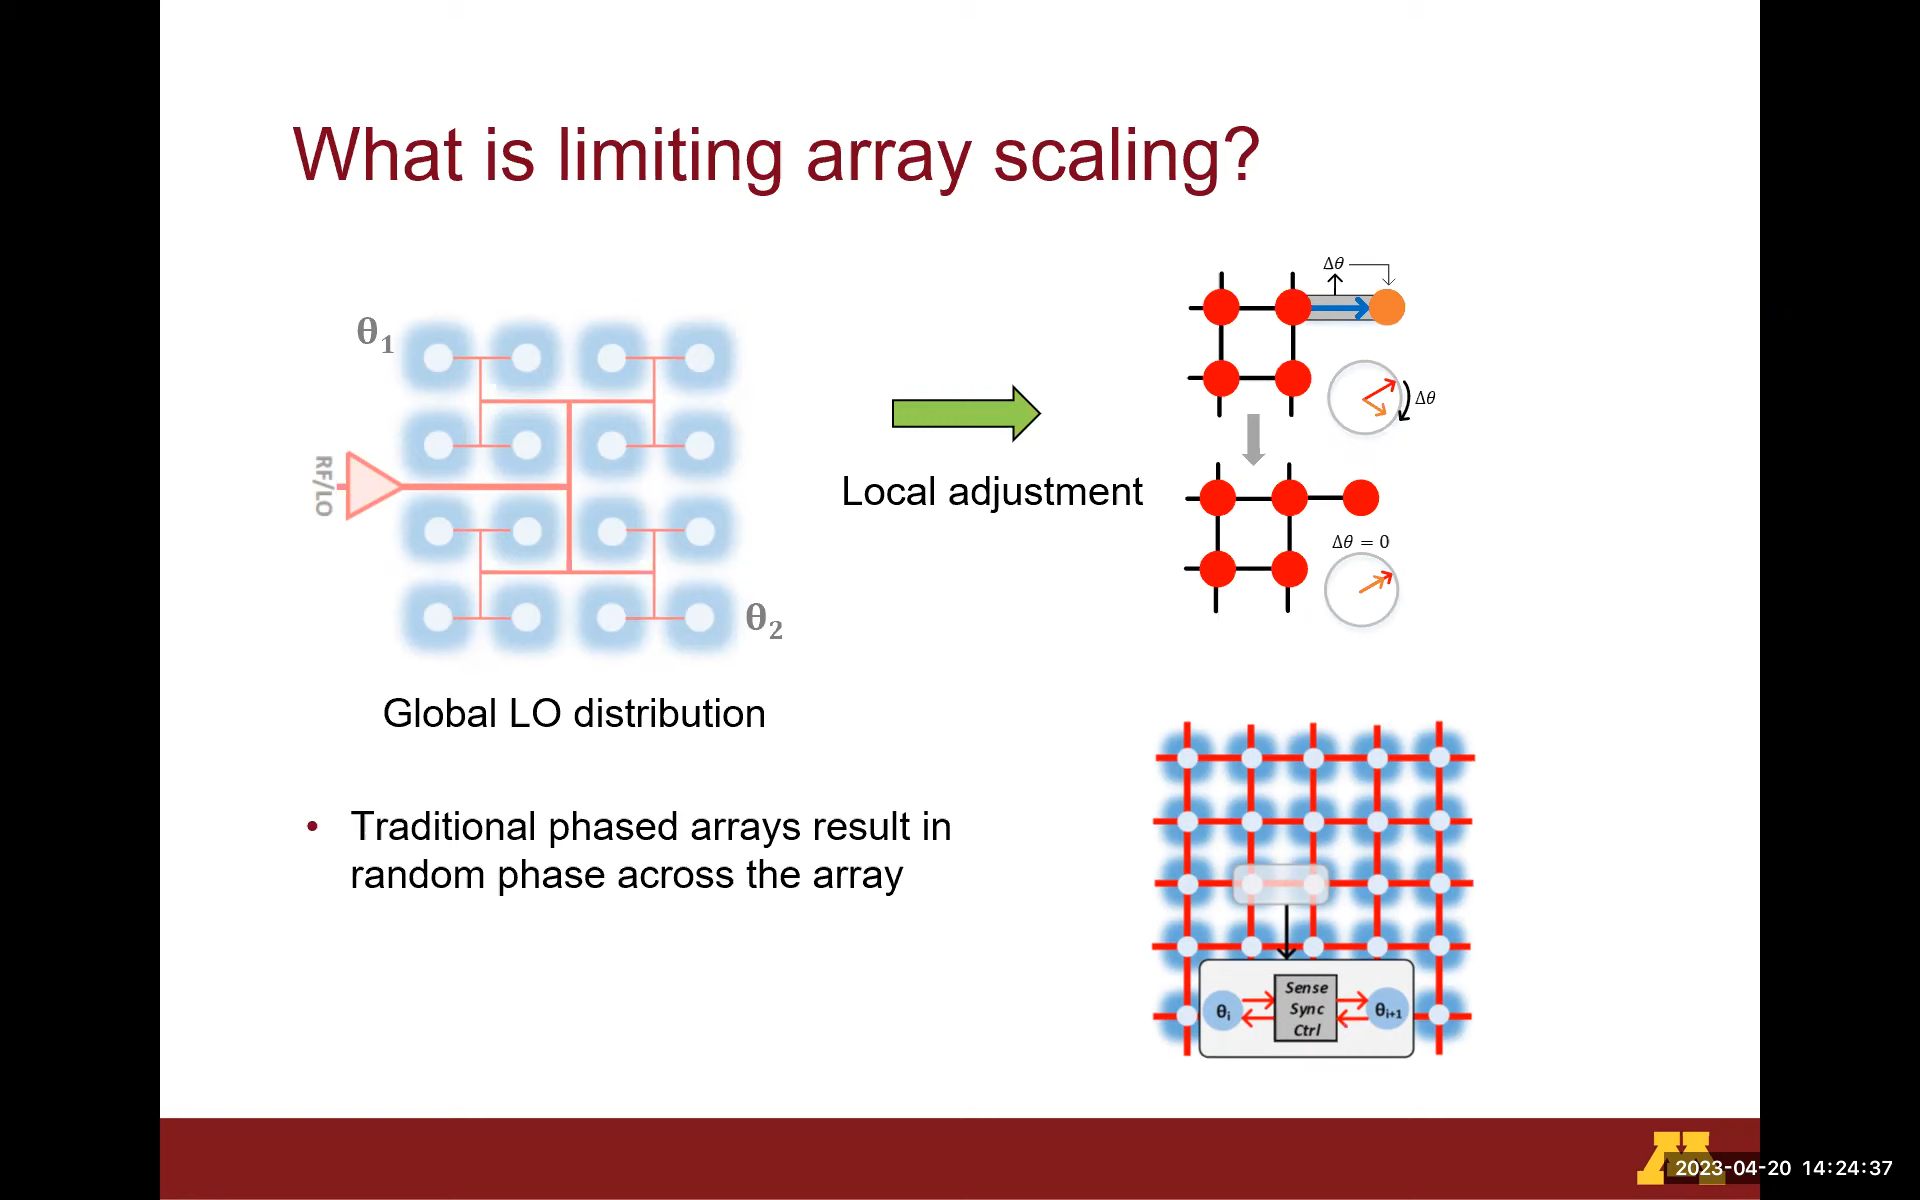 What is limiting array scaling?
θ1
RF/LO
θ2
Global LO distribution
Local adjustment
Δθ
Δθ
Δθ = 0
• Traditional phased arrays result in
random phase across the array
θi
Sense
Sync
Ctrl
θi+1
2023-04-20 14:24:37